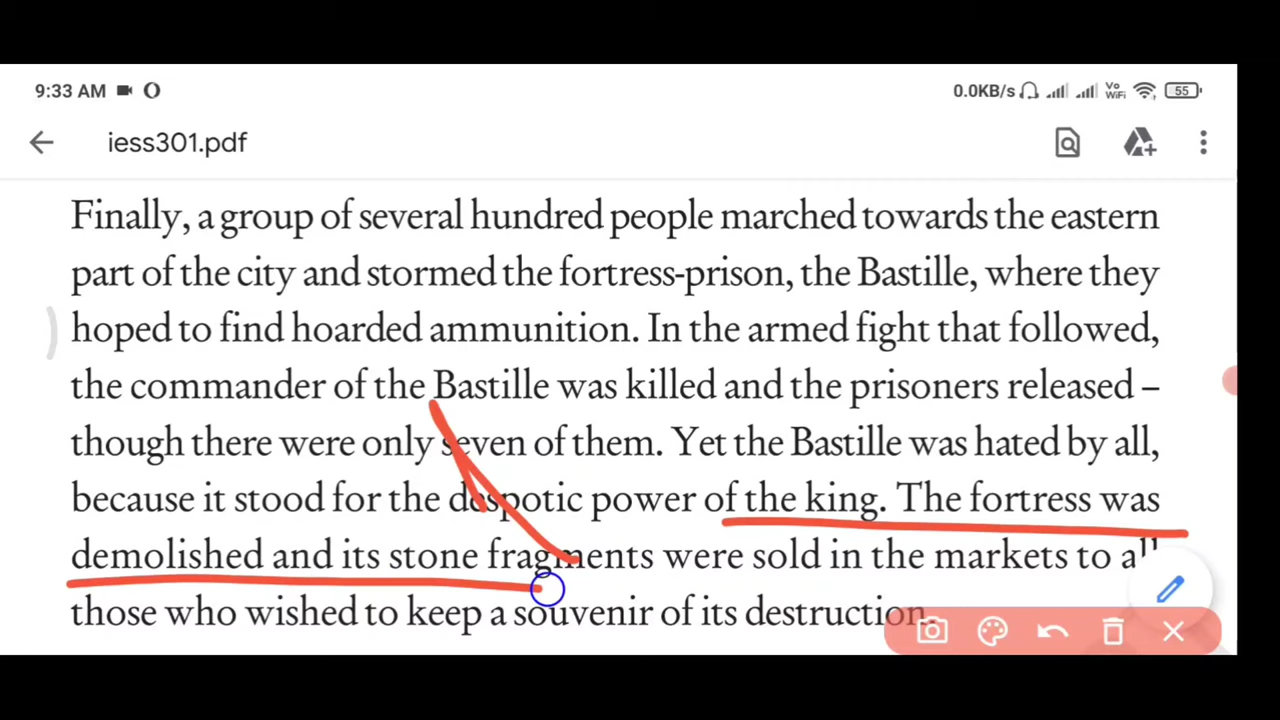 9:33 AM
0.0KB/s Vo WiFi 55
iess301.pdf
Finally, a group of several hundred people marched towards the eastern
part of the city and stormed the fortress-prison, the Bastille, where they
hoped to find hoarded ammunition. In the armed fight that followed,
the commander of the Bastille was killed and the prisoners released –
though there were only seven of them. Yet the Bastille was hated by all,
because it stood for the despotic power of the king. The fortress was
demolished and its stone fragments were sold in the markets to all
those who wished to keep a souvenir of its destruction.